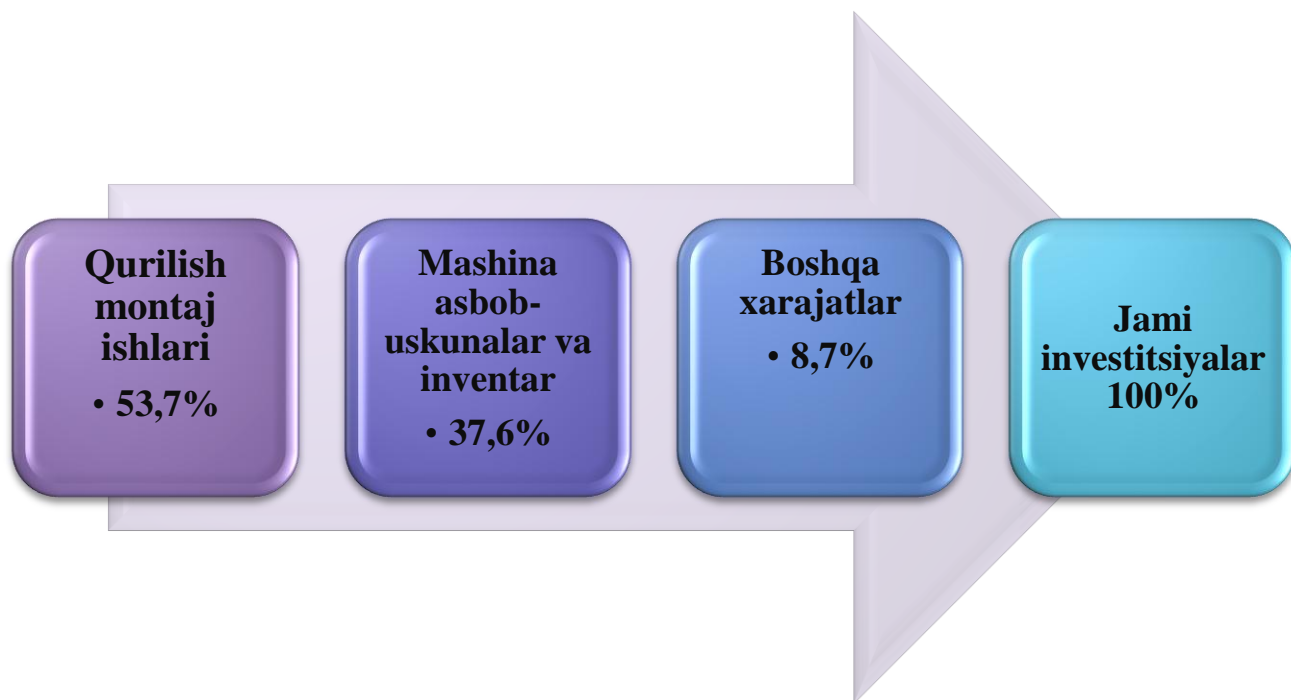 Qurilish
montaj
ishlari
• 53,7%
Mashina
asbob-
uskunalar va
inventar
• 37,6%
Boshqa
xarajatlar
• 8,7%
Jami
investitsiyalar
100%